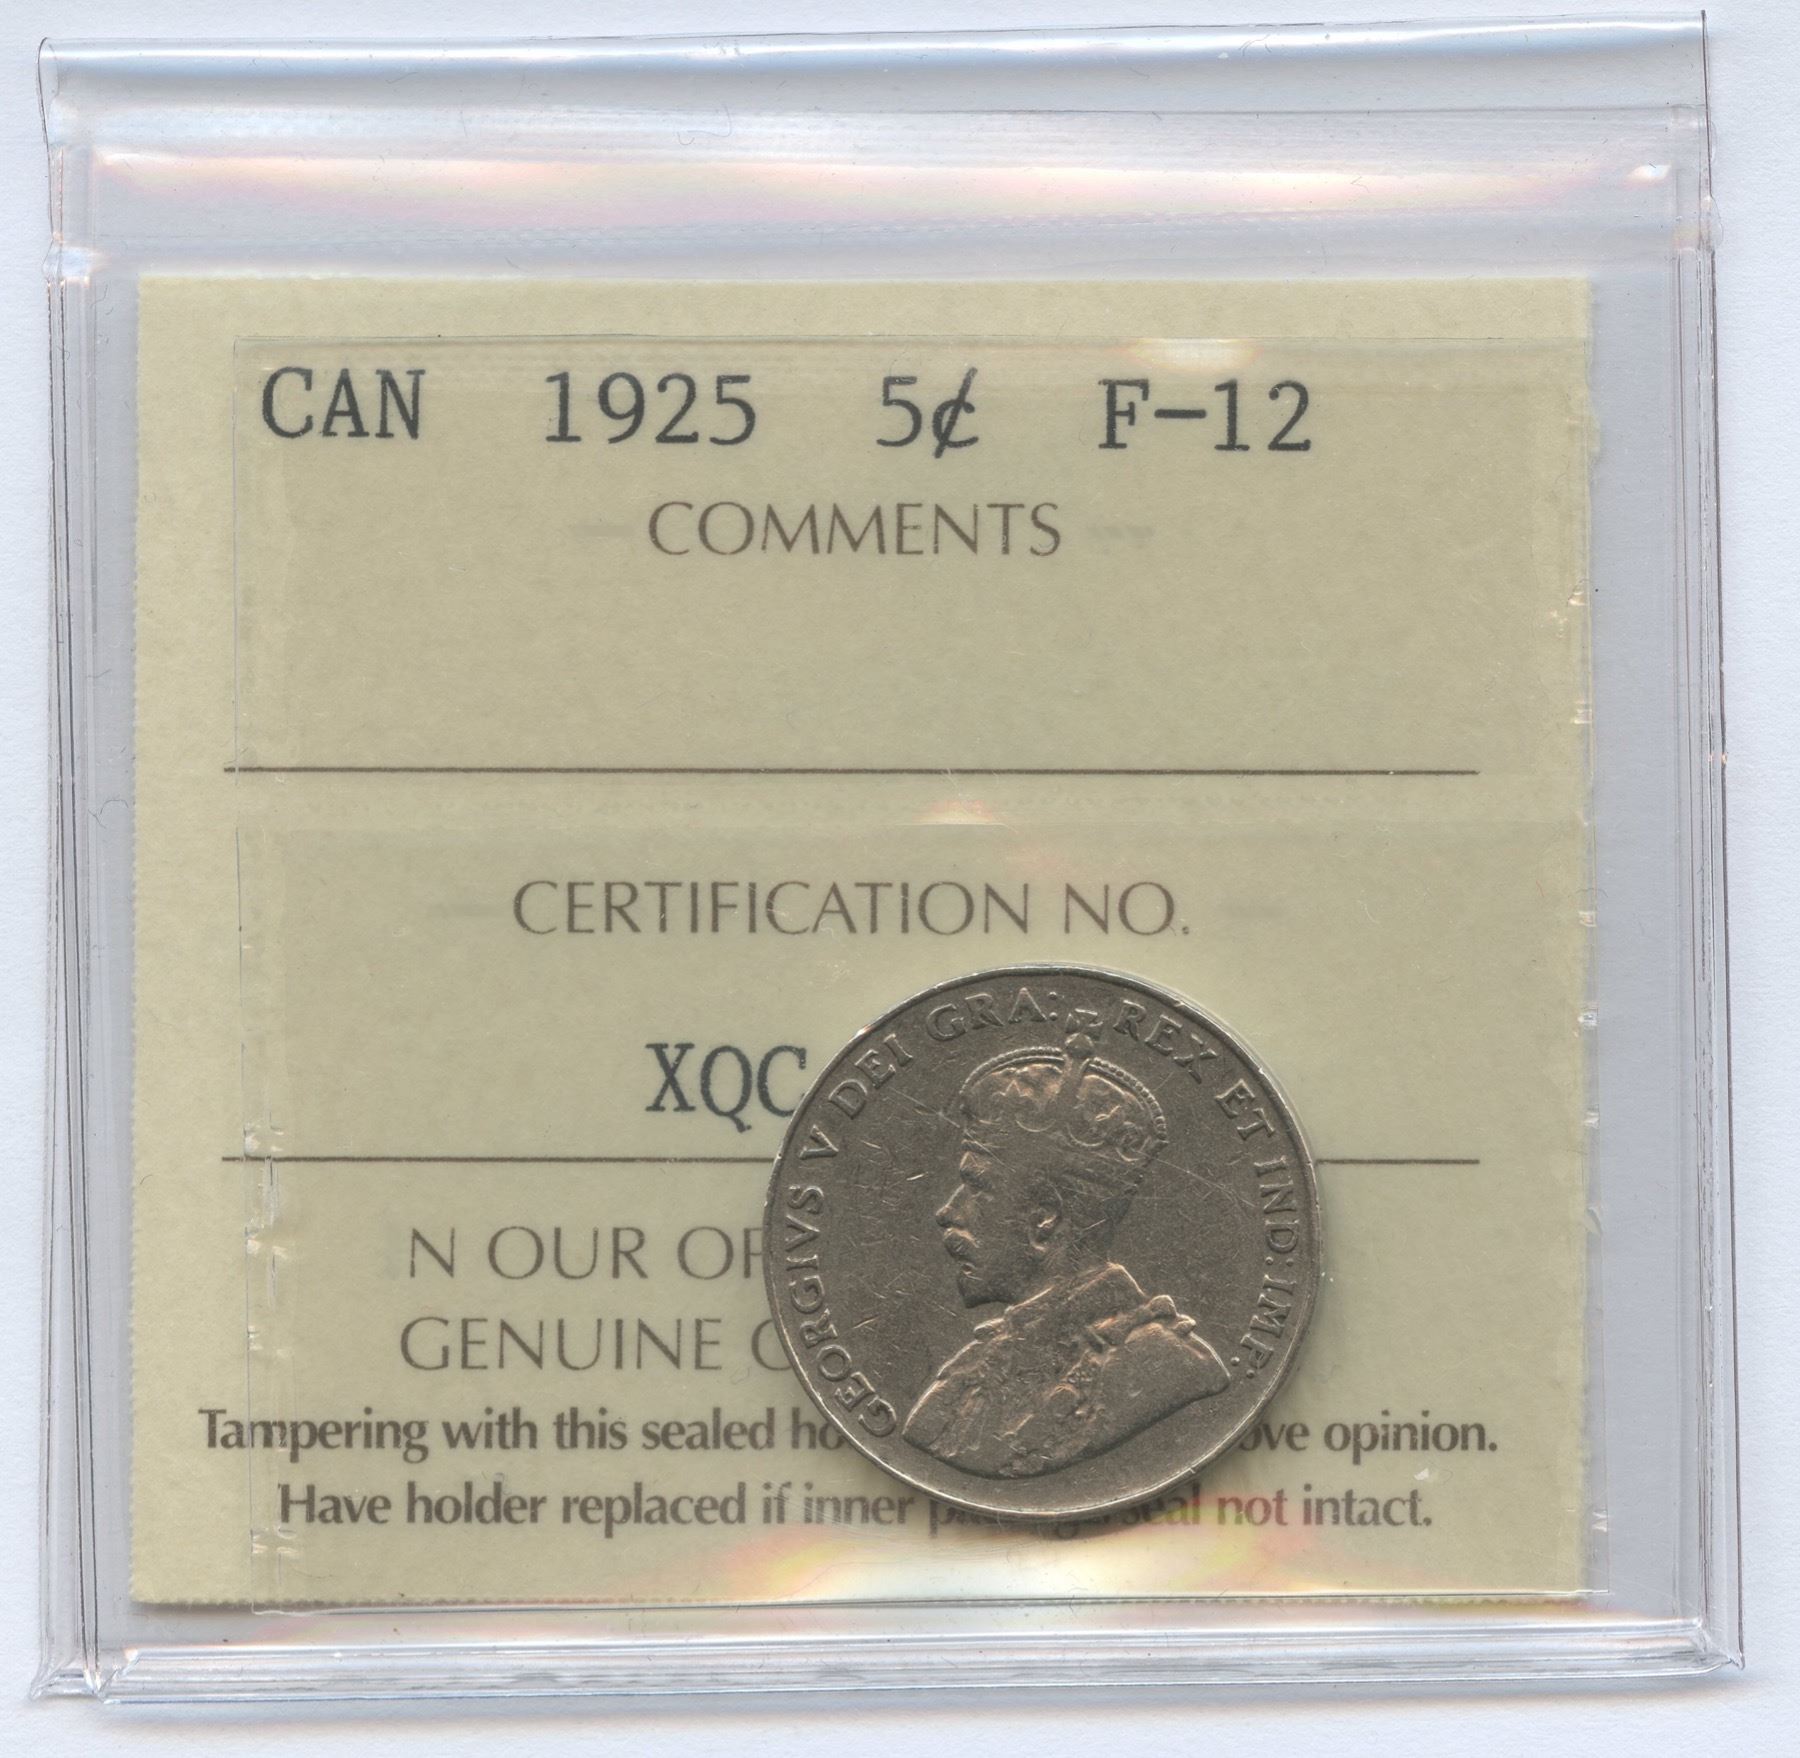 CAN 1925 5¢ F-12
COMMENTS
CERTIFICATION NO.
XQC
N OUR OP
GENUINE C
Tampering with this sealed ho ove opinion.
Have holder replaced if inner seal not intact.
GEORGIVS V DEI GRA: REX ET IND: IMP: